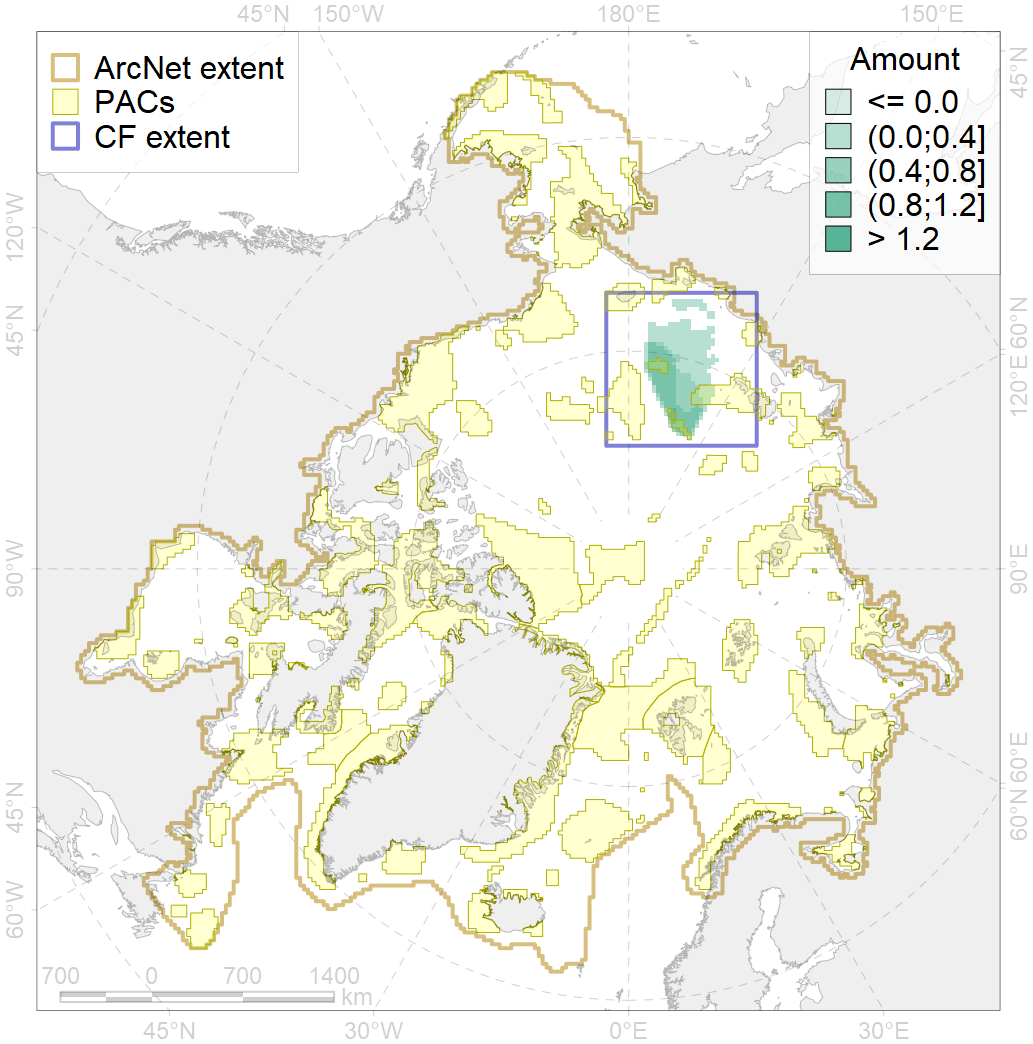 45°N 150°W 180°E 150°E
ArcNet extent
PACs
CF extent
Amount
<= 0.0
(0.0;0.4]
(0.4;0.8]
(0.8;1.2]
> 1.2
45°N
120°W
60°N
45°N
120°E
90°W
90°E
45°N
60°N
60°W
700 0 700 1400
km
45°N 30°W 0°E 30°E